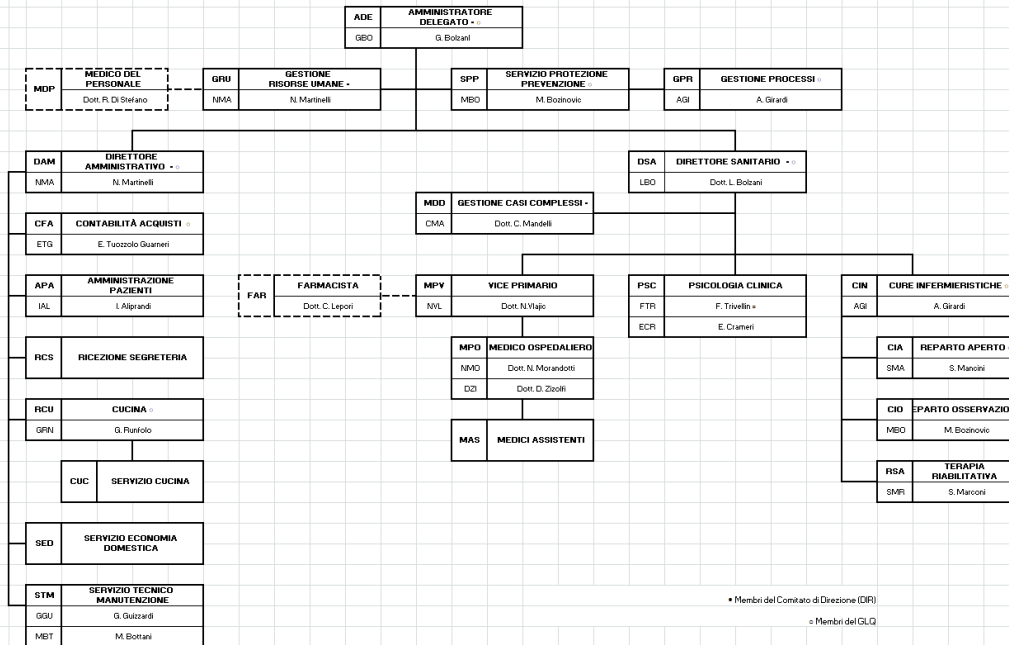 ADE AMMINISTRATORE
DELEGATO • ○
GBO G. Bolzani
MDP MEDICO DEL
PERSONALE
Dott. R. Di Stefano
GRU GESTIONE
RISORSE UMANE •
NMA N. Martinelli
SPP SERVIZIO PROTEZIONE
PREVENZIONE ○
MBO M. Bozinovic
GPR GESTIONE PROCESSI ○
AGI A. Girardi
DAM DIRETTORE
AMMINISTRATIVO • ○
NMA N. Martinelli
DSA DIRETTORE SANITARIO • ○
LBO Dott. L. Bolzani
MDD GESTIONE CASI COMPLESSI •
CMA Dott. C. Mandelli
CFA CONTABILITÀ ACQUISTI ○
ETG E. Tuozzolo Guarneri
APA AMMINISTRAZIONE
PAZIENTI
IAL I. Aliprandi
FAR FARMACISTA
Dott. C. Lepori
MPV VICE PRIMARIO
NVL Dott. N.Vlajic
PSC PSICOLOGIA CLINICA
FTR F. Trivellin •
ECR E. Crameri
CIN CURE INFERMIERISTICHE ○
AGI A. Girardi
RCS RICEZIONE SEGRETERIA
MPO MEDICO OSPEDALIERO
NMO Dott. N. Morandotti
DZI Dott. D. Zizolfi
CIA REPARTO APERTO
SMA S. Mancini
RCU CUCINA ○
GRN G. Runfolo
MAS MEDICI ASSISTENTI
CIO EPARTO OSSERVAZIO
MBO M. Bozinovic
CUC SERVIZIO CUCINA
RSA TERAPIA
RIABILITATIVA
SMR S. Marconi
SED SERVIZIO ECONOMIA
DOMESTICA
STM SERVIZIO TECNICO
MANUTENZIONE
GGU G. Guizzardi
MBT M. Bottani
• Membri del Comitato di Direzione (DIR)
○ Membri del GLQ